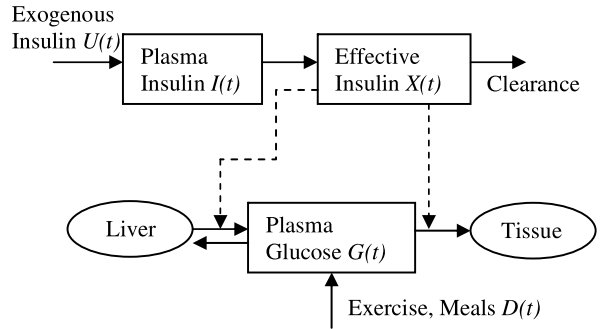 Exogenous
Insulin U(t)
Plasma
Insulin I(t)
Effective
Insulin X(t)
Clearance
Liver
Plasma
Glucose G(t)
Tissue
Exercise, Meals D(t)